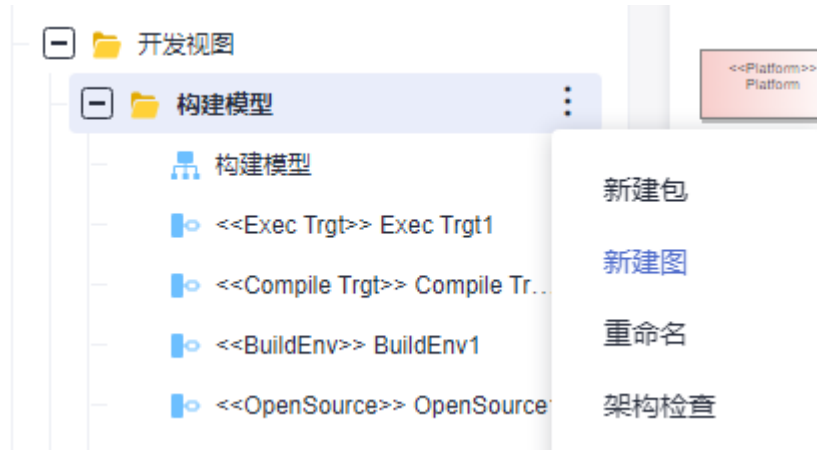 开发视图
<<Platform>>
Platform
构建模型
构建模型
新建包
<<Exec Trgt>> Exec Trgt1
新建图
<<Compile Trgt>> Compile Tr...
重命名
<<BuildEnv>> BuildEnv1
<<OpenSource>> OpenSource
架构检查